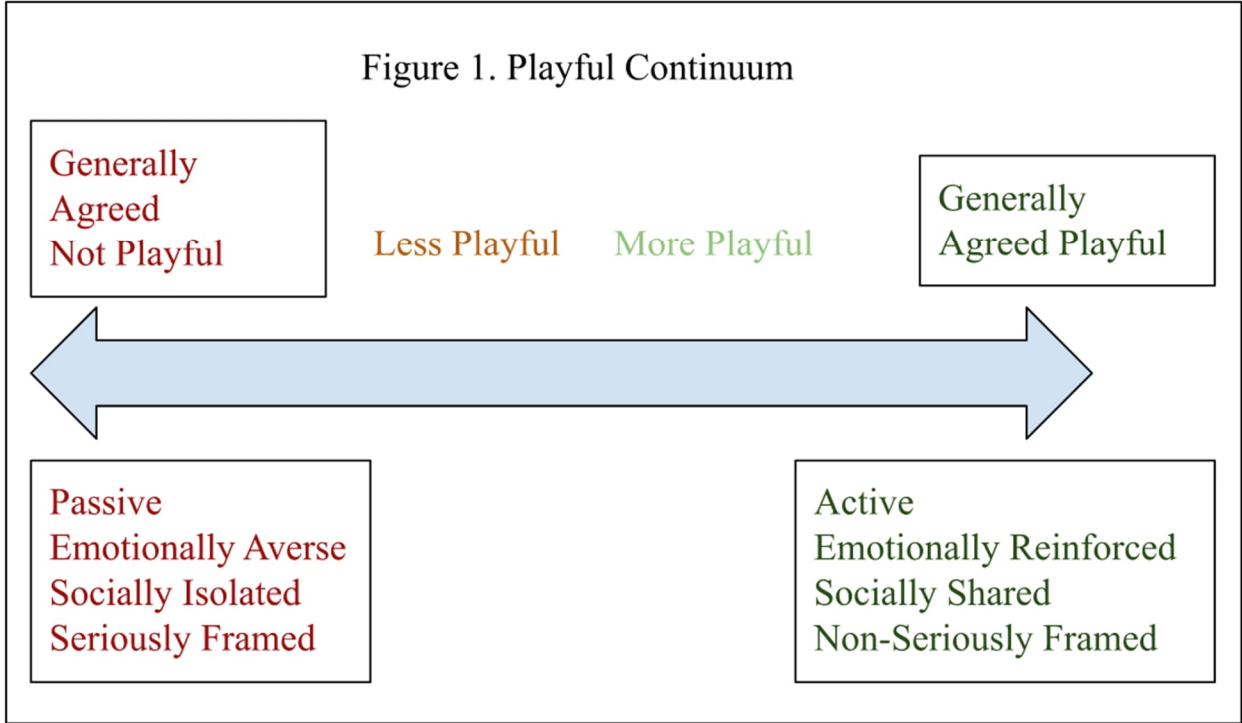 Figure 1. Playful Continuum
Generally
Agreed
Not Playful
Less Playful
More Playful
Generally
Agreed Playful
Passive
Emotionally Averse
Socially Isolated
Seriously Framed
Active
Emotionally Reinforced
Socially Shared
Non-Seriously Framed